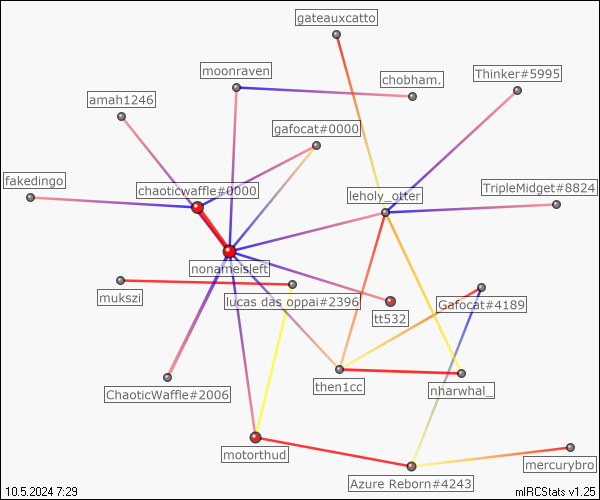 gateauxcatto
moonraven
Thinker#5995
chobham.
amah1246
gafocat#0000
fakedingo
chaoticwaffle#0000
leholy_otter
TripleMidget#8824
nonameisleft
mukszi
lucas das oppai#2396
Gafocat#4189
tt532
ChaoticWaffle#2006
then1cc
nharwhal_
motorthud
mercurybro
Azure Reborn#4243
10.5.2024 7:29
mIRCStats v1.25